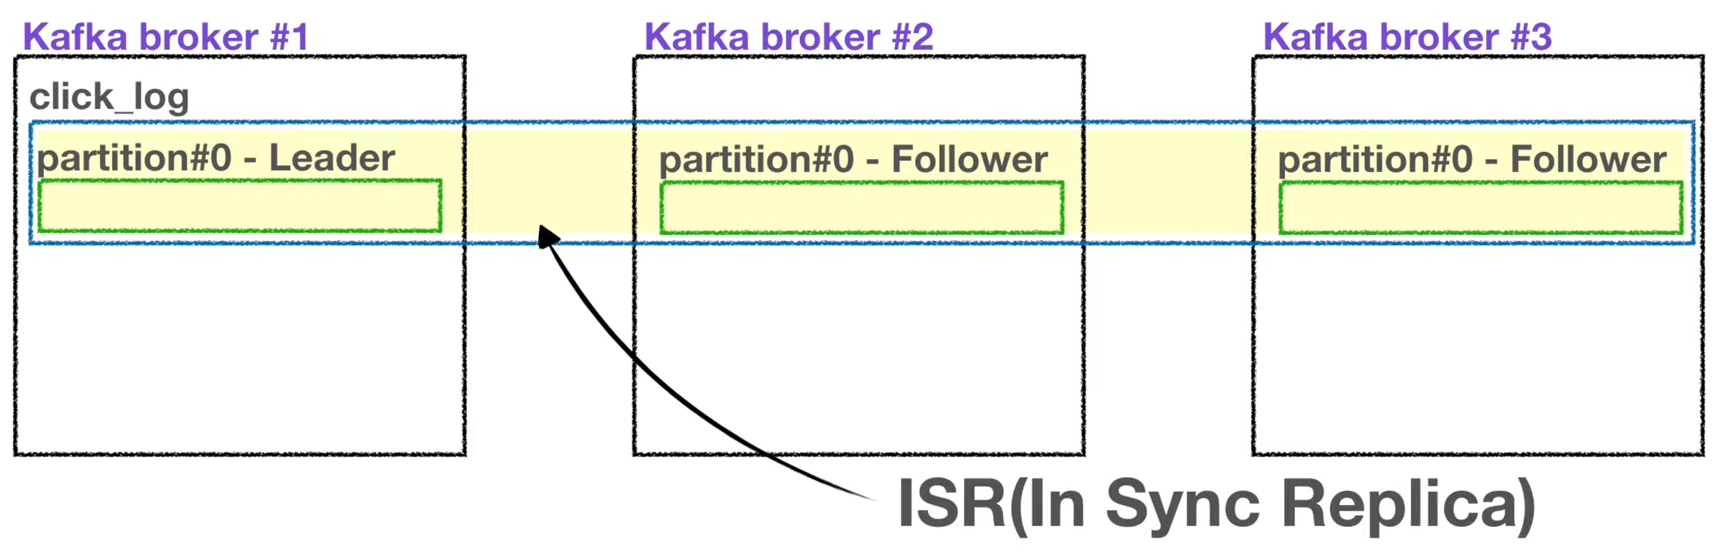 Kafka broker #1
Kafka broker #2
Kafka broker #3
click_log
partition#0 - Leader
partition#0 - Follower
partition#0 - Follower
ISR(In Sync Replica)